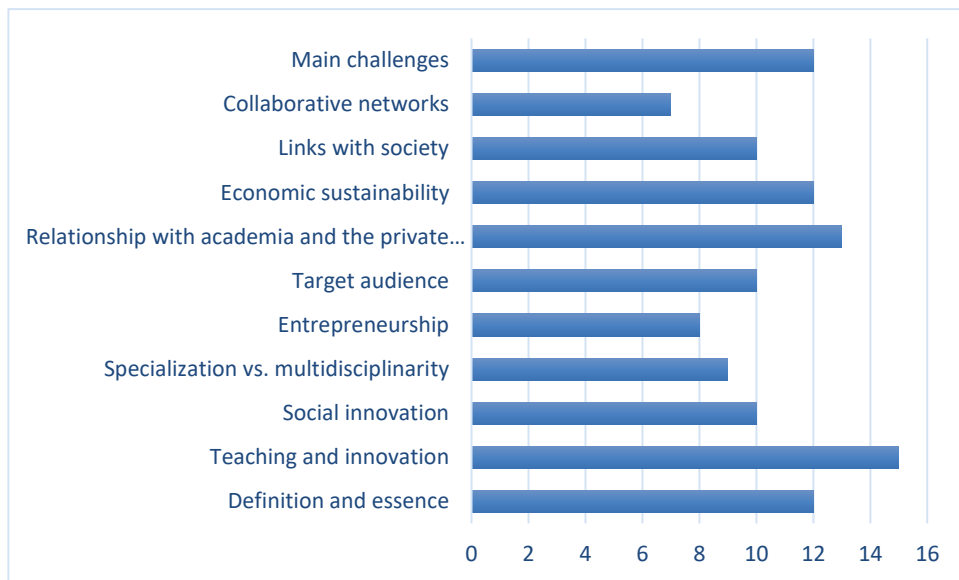 Main challenges
Collaborative networks
Links with society
Economic sustainability
Relationship with academia and the private...
Target audience
Entrepreneurship
Specialization vs. multidisciplinarity
Social innovation
Teaching and innovation
Definition and essence
0 2 4 6 8 10 12 14 16